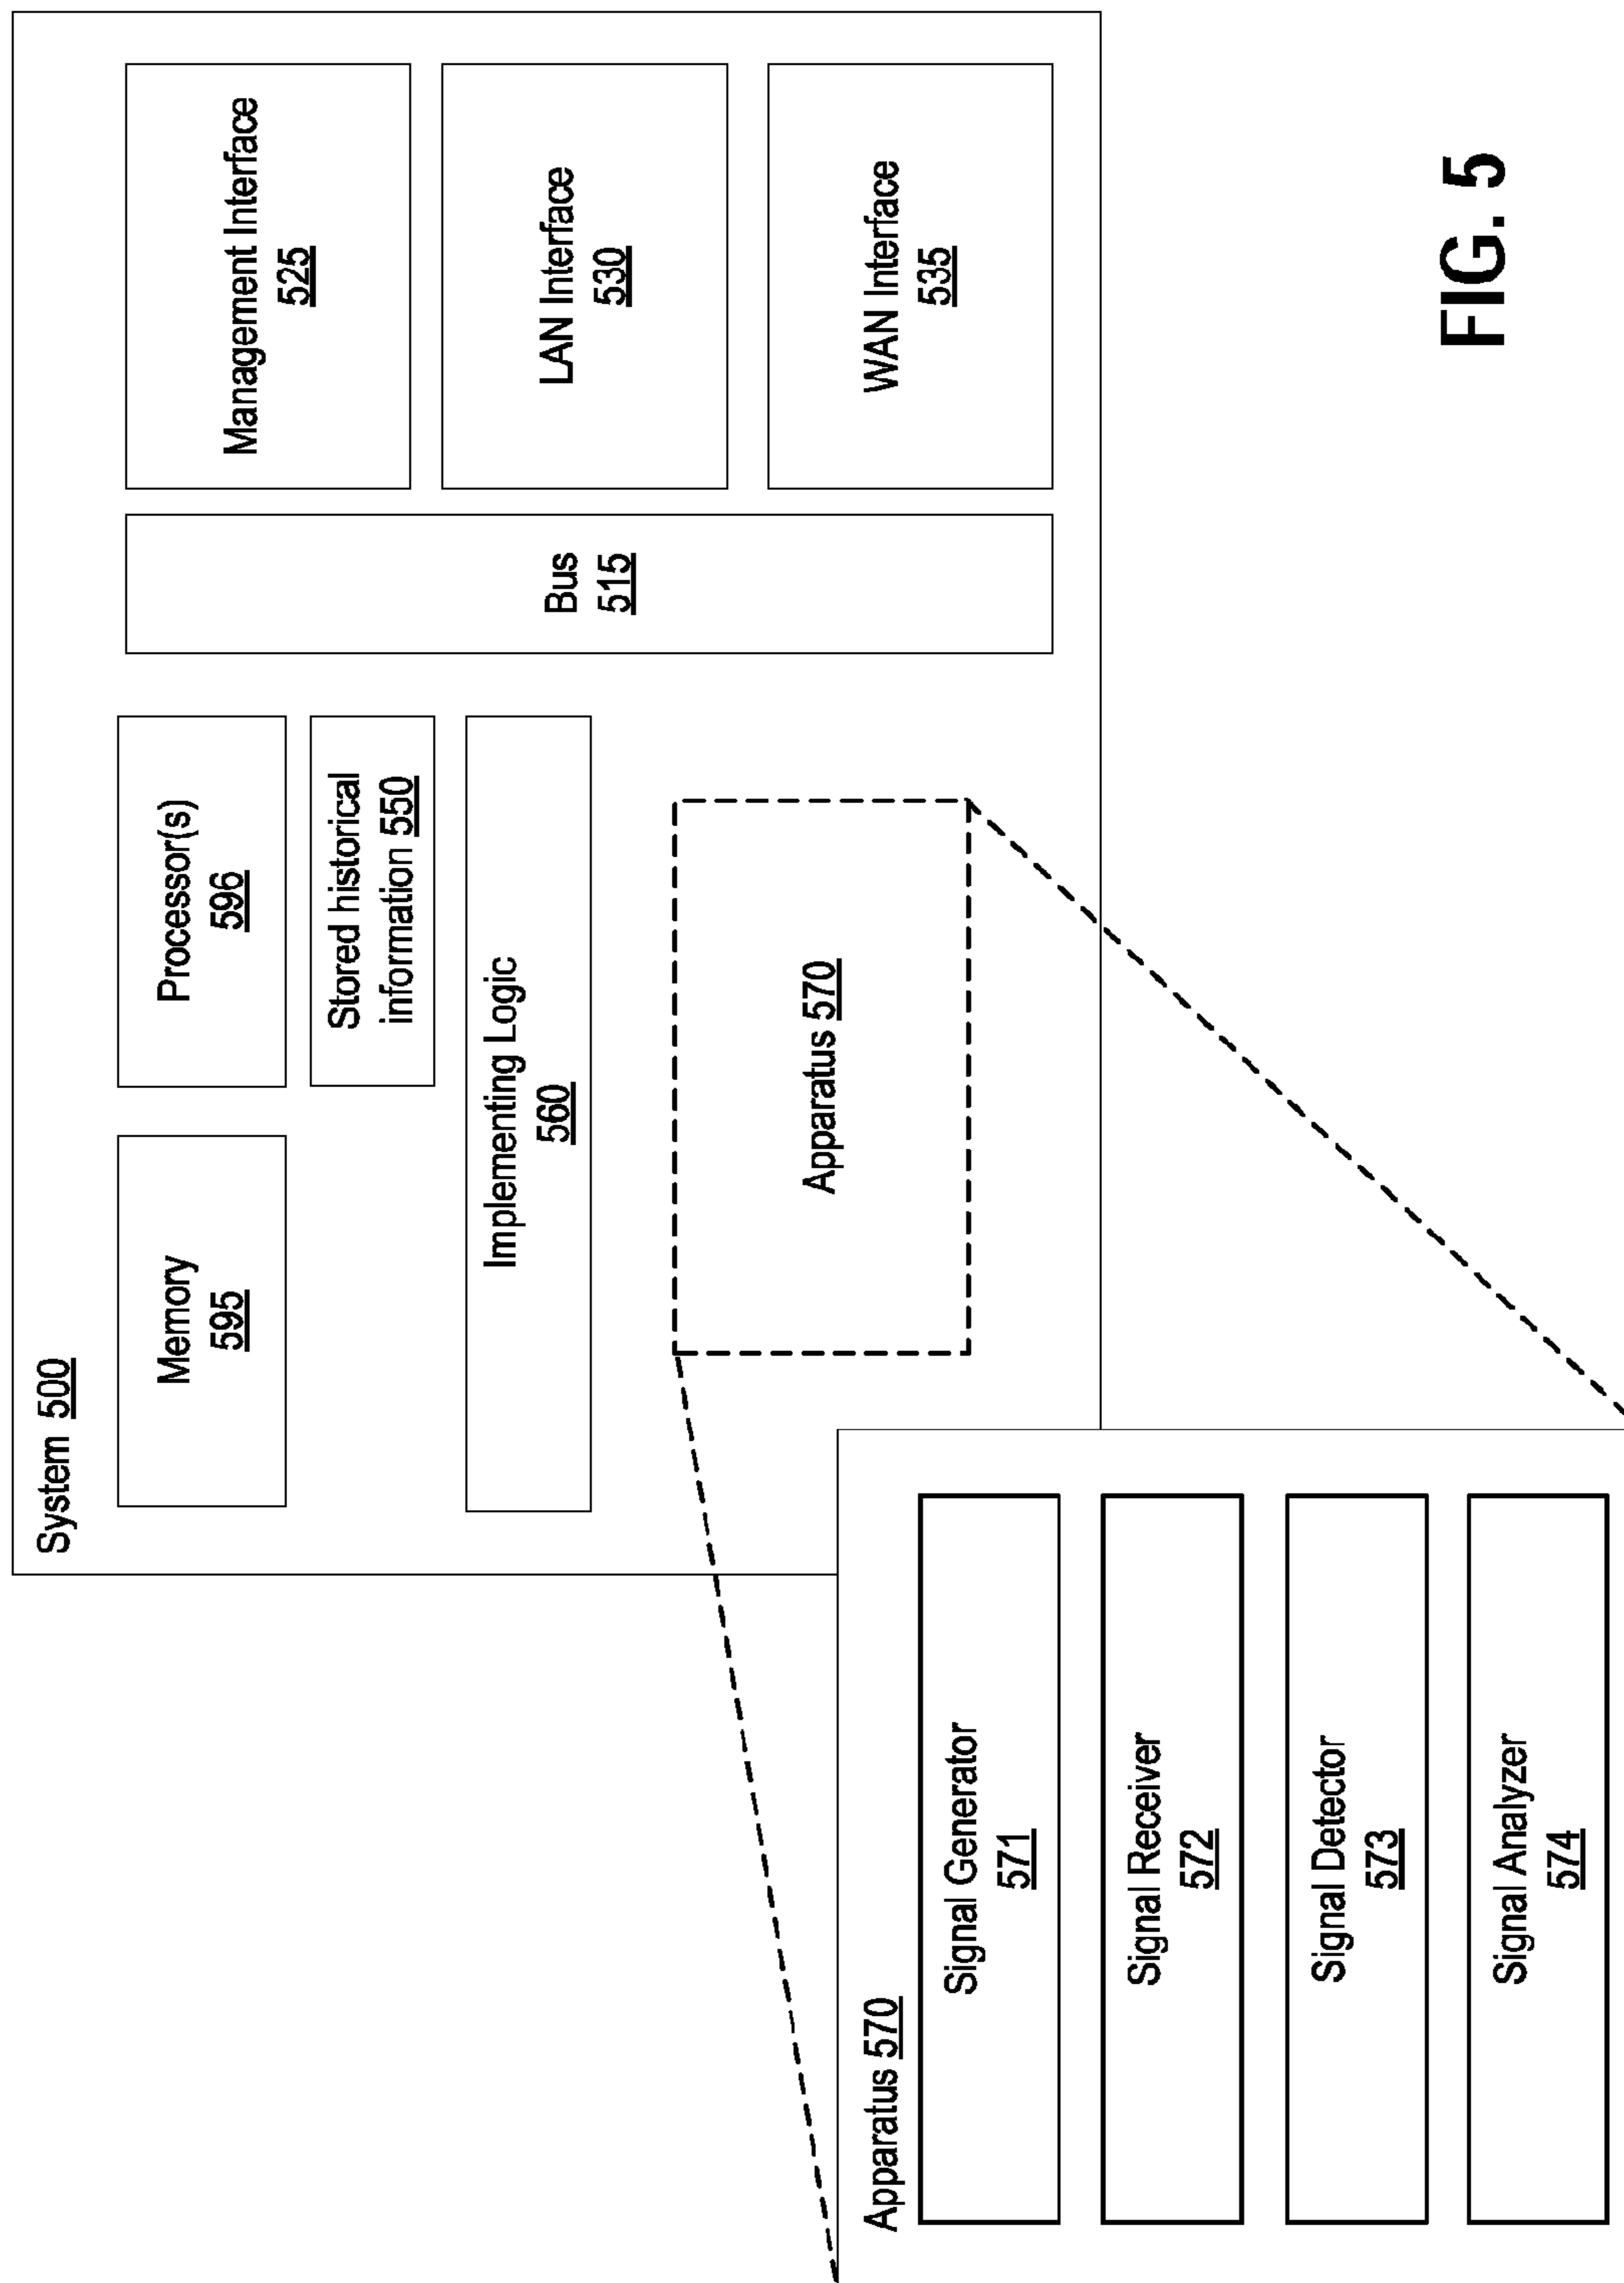 System 500
Memory
595
Processor(s)
596
Stored historical
information 550
Implementing Logic
560
Apparatus 570
Bus
515
Management Interface
525
LAN Interface
530
WAN Interface
535
Apparatus 570
Signal Generator
571
Signal Receiver
572
Signal Detector
573
Signal Analyzer
574
FIG. 5